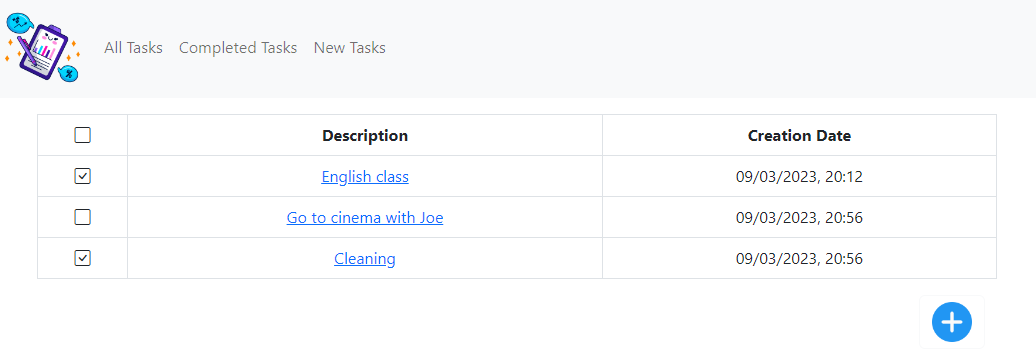 All Tasks Completed Tasks New Tasks
Description Creation Date
English class 09/03/2023, 20:12
Go to cinema with Joe 09/03/2023, 20:56
Cleaning 09/03/2023, 20:56